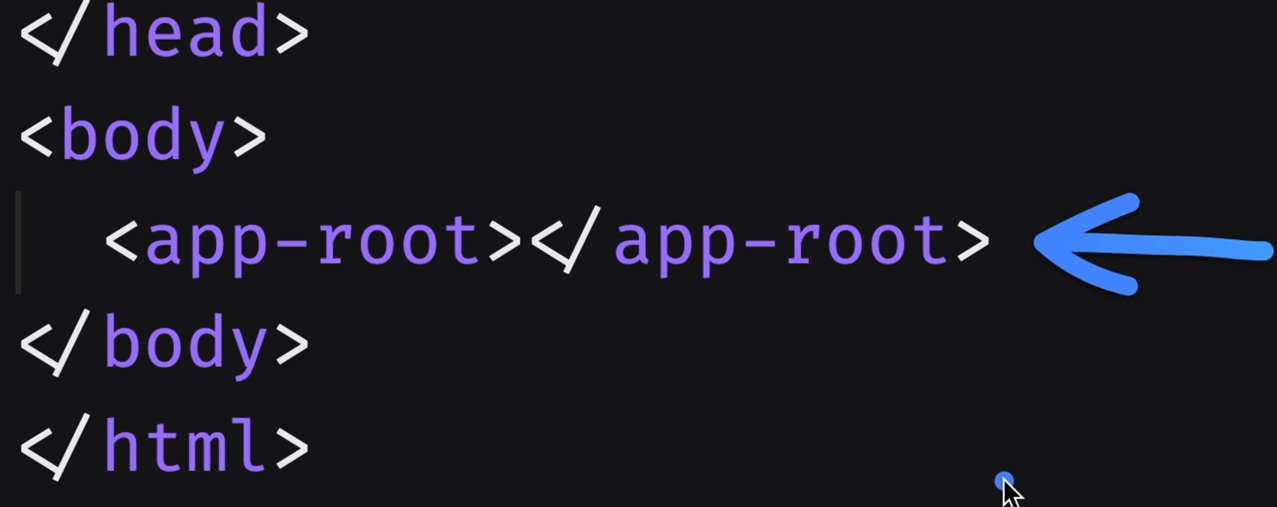 </head>
<body>
<app-root></app-root>
</body>
</html>